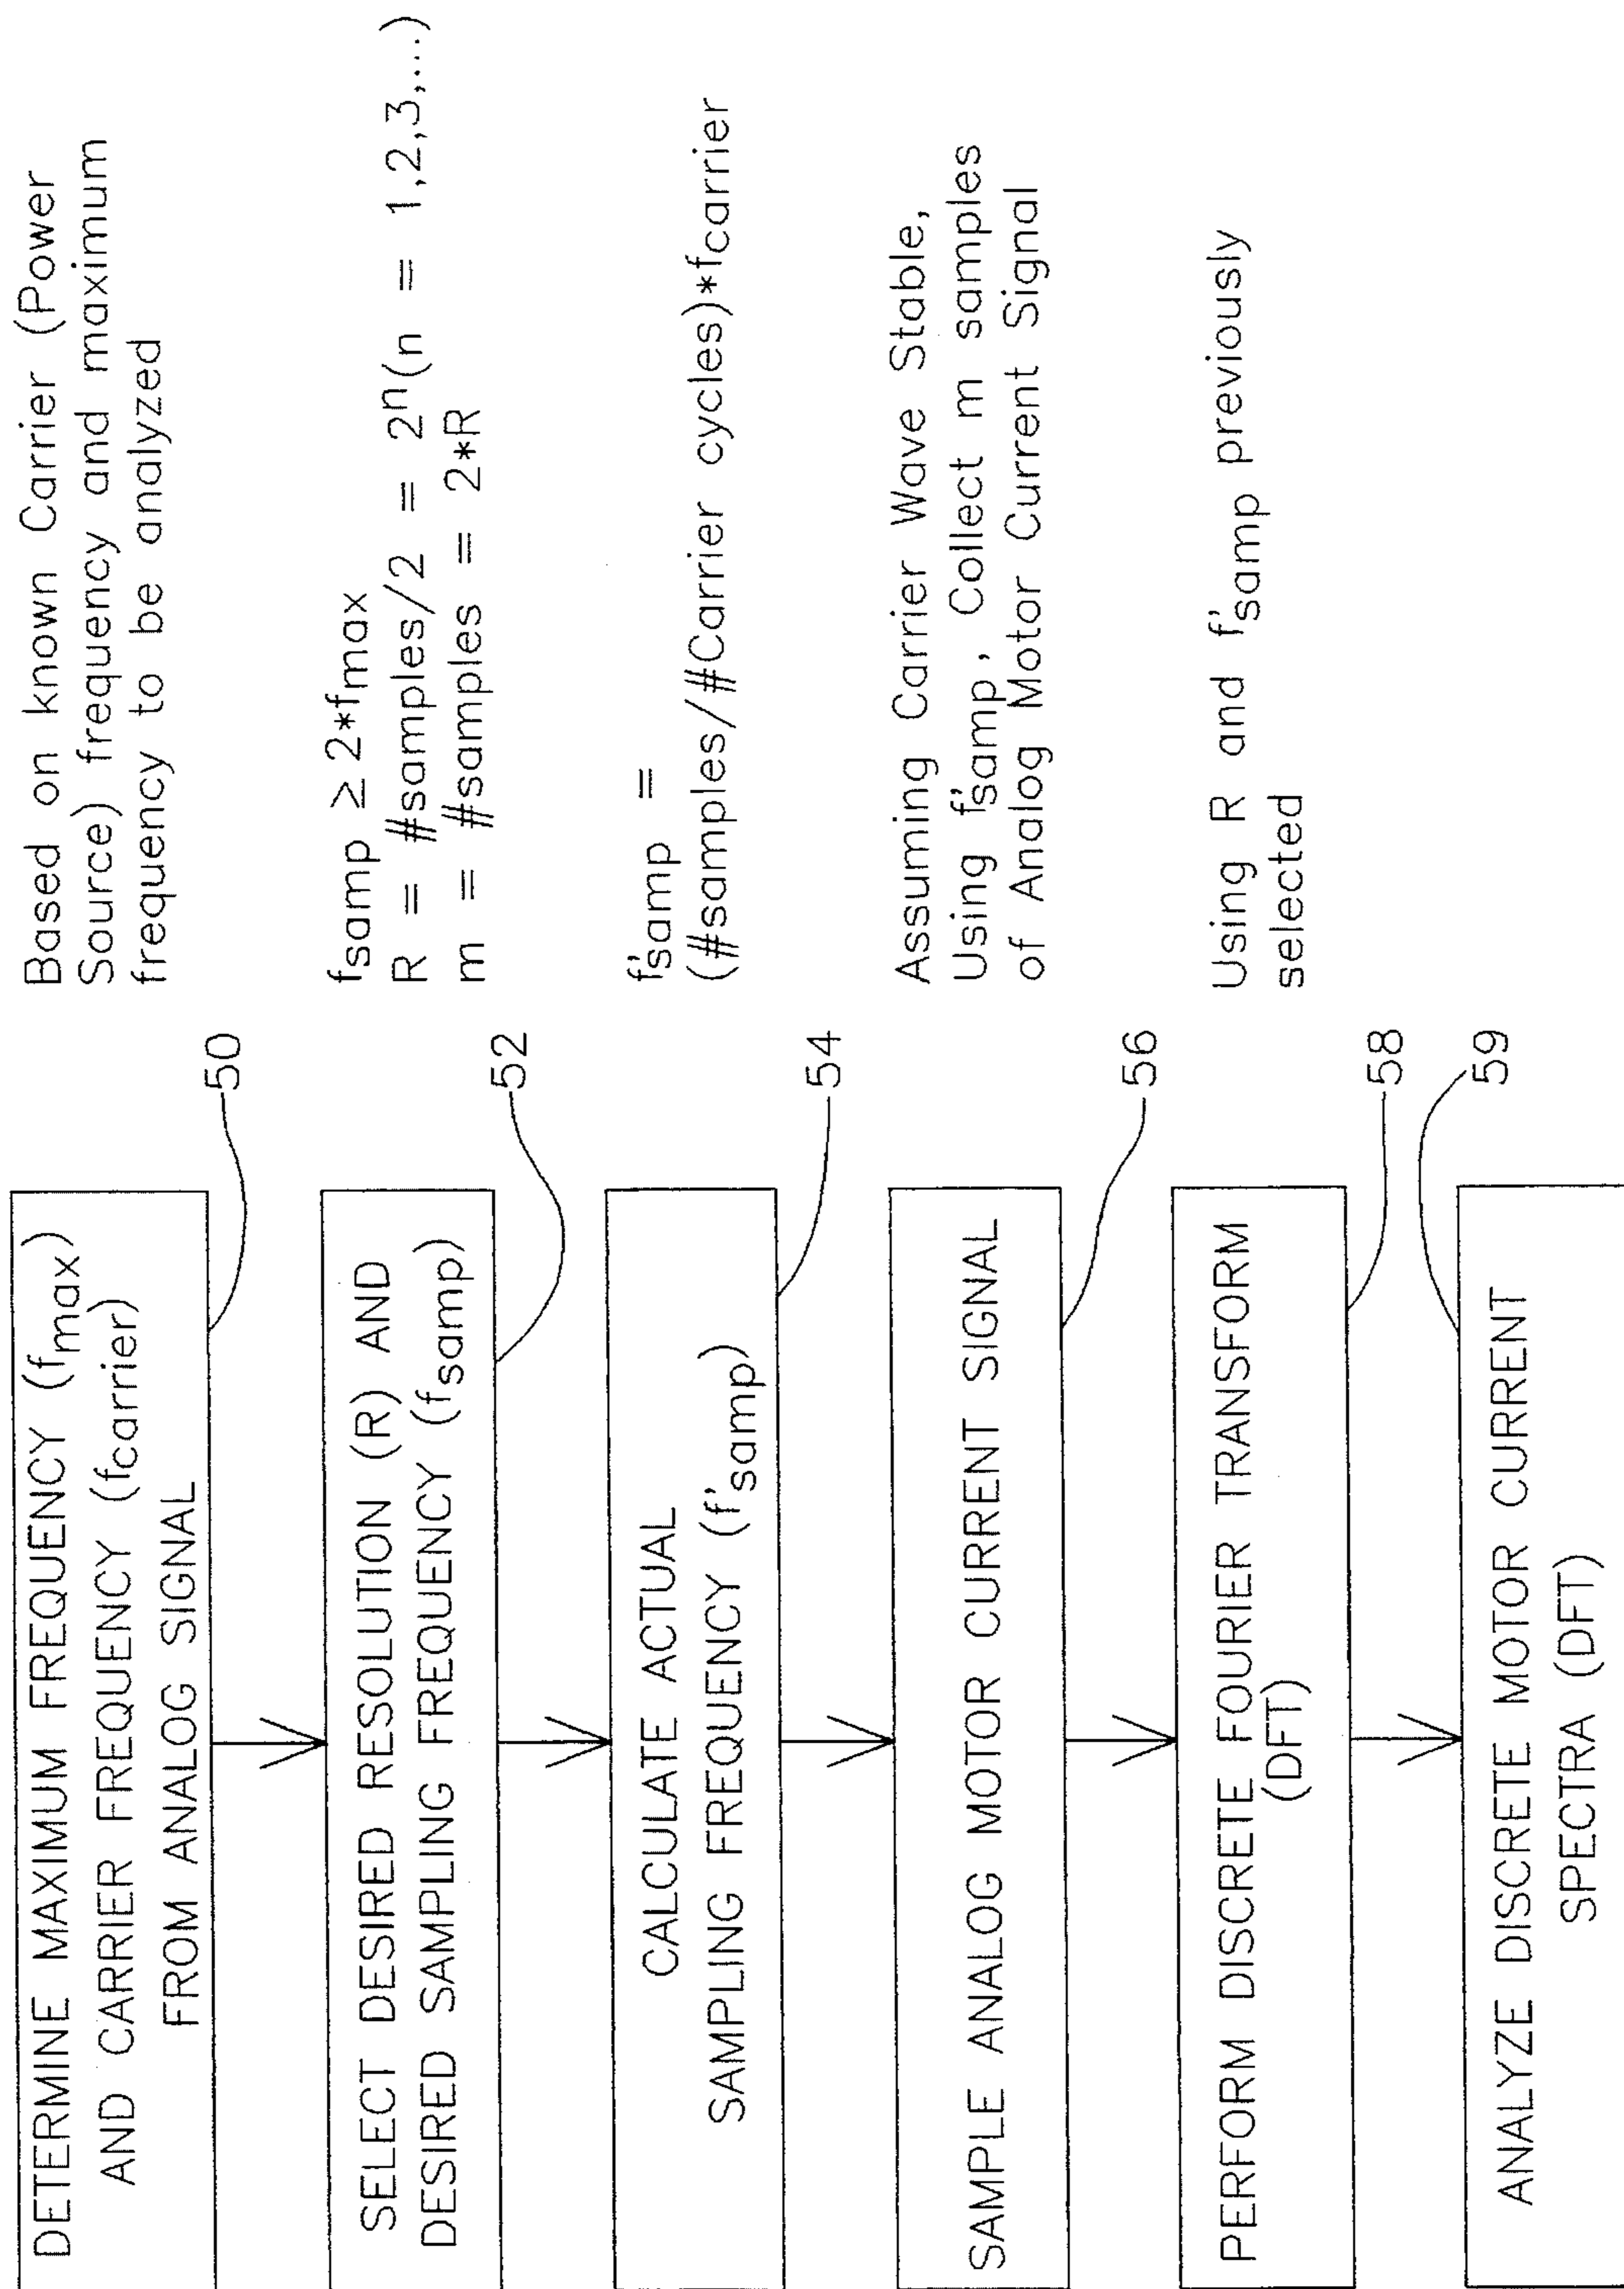 DETERMINE MAXIMUM FREQUENCY (fmax)
AND CARRIER FREQUENCY (fcarrier)
FROM ANALOG SIGNAL
50
Based on known Carrier (Power
Source) frequency and maximum
frequency to be analyzed
SELECT DESIRED RESOLUTION (R) AND
DESIRED SAMPLING FREQUENCY (fsamp)
52
fsamp ≥ 2*fmax
R = #samples/2 = 2ⁿ(n = 1,2,3,...)
m = #samples = 2*R
CALCULATE ACTUAL
SAMPLING FREQUENCY (f'samp)
54
f'samp =
(#samples/#Carrier cycles)*fcarrier
SAMPLE ANALOG MOTOR CURRENT SIGNAL
56
Assuming Carrier Wave Stable,
Using f'samp, Collect m samples
of Analog Motor Current Signal
PERFORM DISCRETE FOURIER TRANSFORM
(DFT)
58
Using R and f'samp previously
selected
ANALYZE DISCRETE MOTOR CURRENT
SPECTRA (DFT)
59